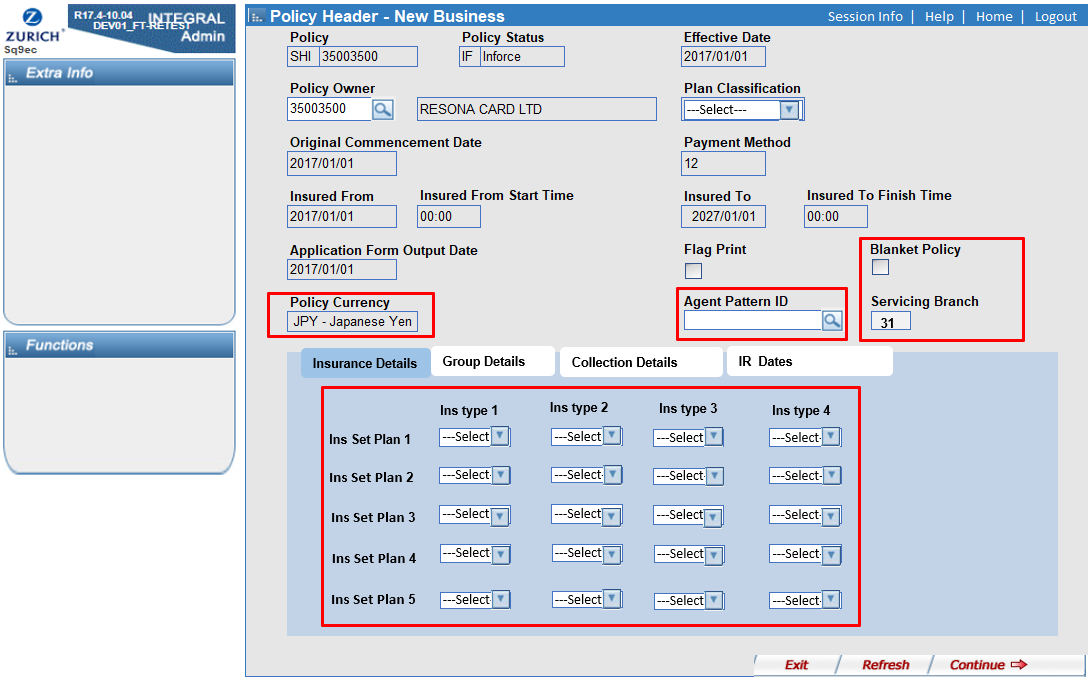 R17.4-10.04 INTEGRAL
DEV01_FT-RETEST
Admin
ZURICH®
Sq9ec
Extra Info
Functions
Policy Header - New Business
Session Info | Help | Home | Logout
Policy Policy Status Effective Date
SHI 35003500 IF Inforce 2017/01/01
Policy Owner Plan Classification
35003500 RESONA CARD LTD ---Select---
Original Commencement Date Payment Method
2017/01/01 12
Insured From Insured From Start Time Insured To Insured To Finish Time
2017/01/01 00:00 2027/01/01 00:00
Application Form Output Date Flag Print Blanket Policy
2017/01/01
Policy Currency Agent Pattern ID Servicing Branch
JPY - Japanese Yen 31
Insurance Details Group Details Collection Details IR Dates
Ins type 1 Ins type 2 Ins type 3 Ins type 4
Ins Set Plan 1 ---Select ---Select ---Select ---Select-
Ins Set Plan 2 ---Select- ---Select- ---Select- ---Select-
Ins Set Plan 3 ---Select- ---Select- ---Select- ---Select-
Ins Set Plan 4 ---Select- ---Select- ---Select- ---Select-
Ins Set Plan 5 ---Select- ---Select- ---Select ---Select-
Exit Refresh Continue